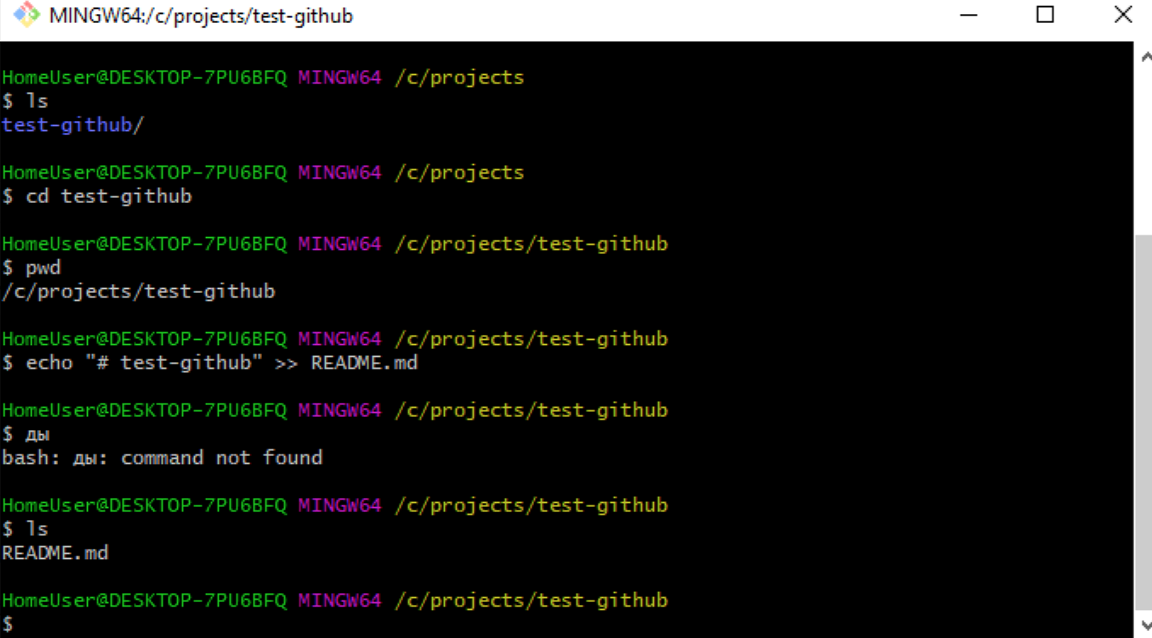 MINGW64:/c/projects/test-github
HomeUser@DESKTOP-7PU6BFQ MINGW64 /c/projects
$ ls
test-github/
HomeUser@DESKTOP-7PU6BFQ MINGW64 /c/projects
$ cd test-github
HomeUser@DESKTOP-7PU6BFQ MINGW64 /c/projects/test-github
$ pwd
/c/projects/test-github
HomeUser@DESKTOP-7PU6BFQ MINGW64 /c/projects/test-github
$ echo "# test-github" >> README.md
HomeUser@DESKTOP-7PU6BFQ MINGW64 /c/projects/test-github
$ ды
bash: ды: command not found
HomeUser@DESKTOP-7PU6BFQ MINGW64 /c/projects/test-github
$ ls
README.md
HomeUser@DESKTOP-7PU6BFQ MINGW64 /c/projects/test-github
$